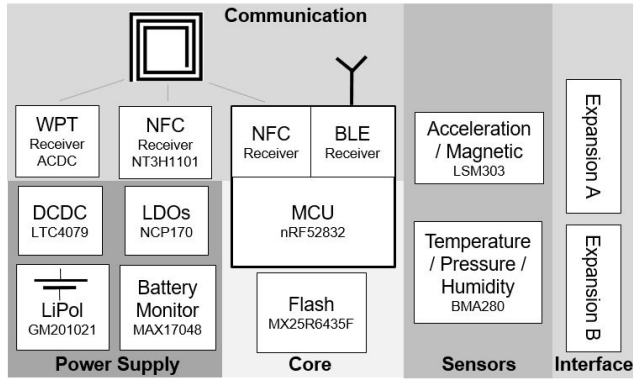 Communication
WPT
Receiver
ACDC
NFC
Receiver
NT3H1101
NFC
Receiver
BLE
Receiver
MCU
nRF52832
DCDC
LTC4079
LDOs
NCP170
LiPol
GM201021
Battery
Monitor
MAX17048
Flash
MX25R6435F
Acceleration
/ Magnetic
LSM303
Temperature
/ Pressure /
Humidity
BMA280
Expansion A
Expansion B
Power Supply
Core
Sensors
Interface